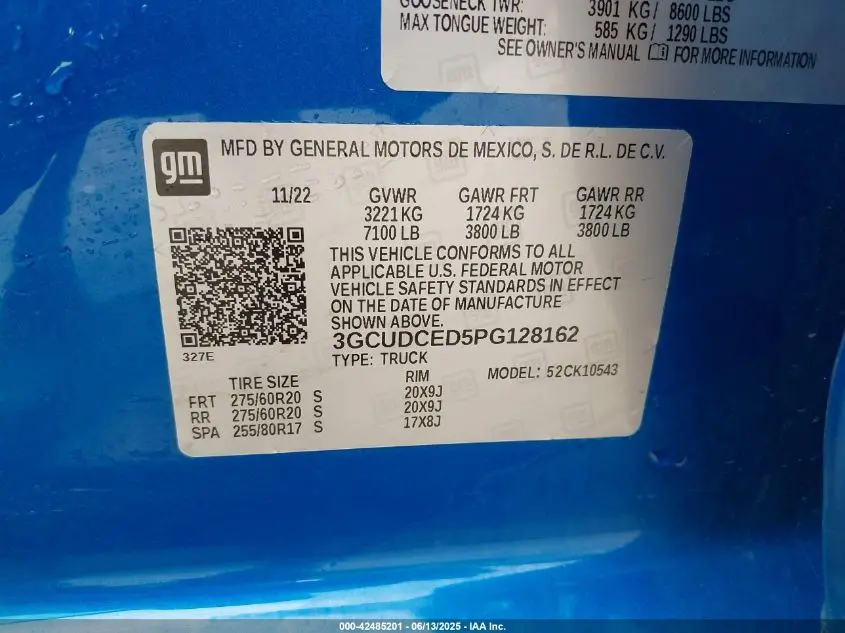 GOOSENECK TWR: 3901 KG/ 8600 LBS
MAX TONGUE WEIGHT: 585 KG/ 1290 LBS
SEE OWNER'S MANUAL FOR MORE INFORMATION
gm MFD BY GENERAL MOTORS DE MEXICO, S. DE R.L. DE C.V.
11/22 GVWR GAWR FRT GAWR RR
3221 KG 1724 KG 1724 KG
7100 LB 3800 LB 3800 LB
THIS VEHICLE CONFORMS TO ALL
APPLICABLE U.S. FEDERAL MOTOR
VEHICLE SAFETY STANDARDS IN EFFECT
ON THE DATE OF MANUFACTURE
SHOWN ABOVE.
327E
3GCUDCED5PG128162
TYPE: TRUCK MODEL: 52CK10543
TIRE SIZE RIM
FRT 275/60R20 S 20X9J
RR 275/60R20 S 20X9J
SPA 255/80R17 S 17X8J
000-42485201 - 06/13/2025 - IAA Inc.